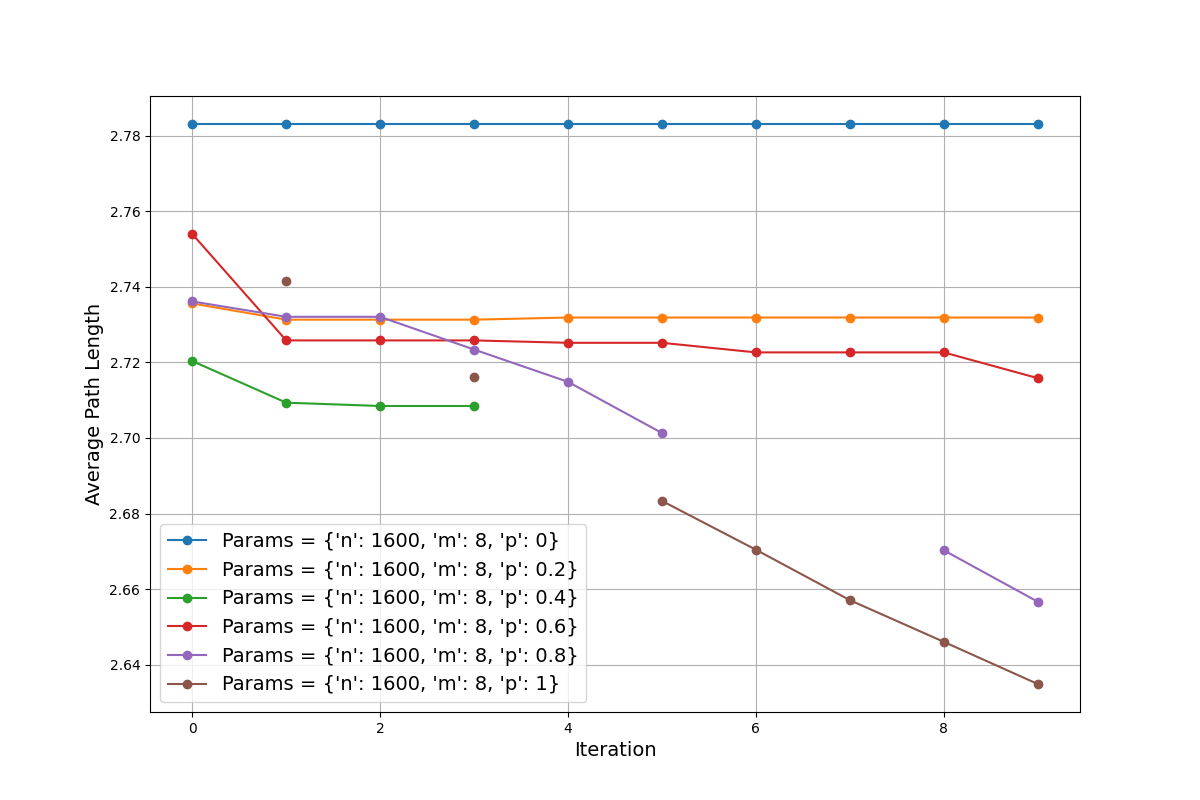 2.78
2.76
2.74
2.72
2.70
2.68
2.66
2.64
Average Path Length
Params = {'n': 1600, 'm': 8, 'p': 0}
Params = {'n': 1600, 'm': 8, 'p': 0.2}
Params = {'n': 1600, 'm': 8, 'p': 0.4}
Params = {'n': 1600, 'm': 8, 'p': 0.6}
Params = {'n': 1600, 'm': 8, 'p': 0.8}
Params = {'n': 1600, 'm': 8, 'p': 1}
0 2 4 6 8
Iteration